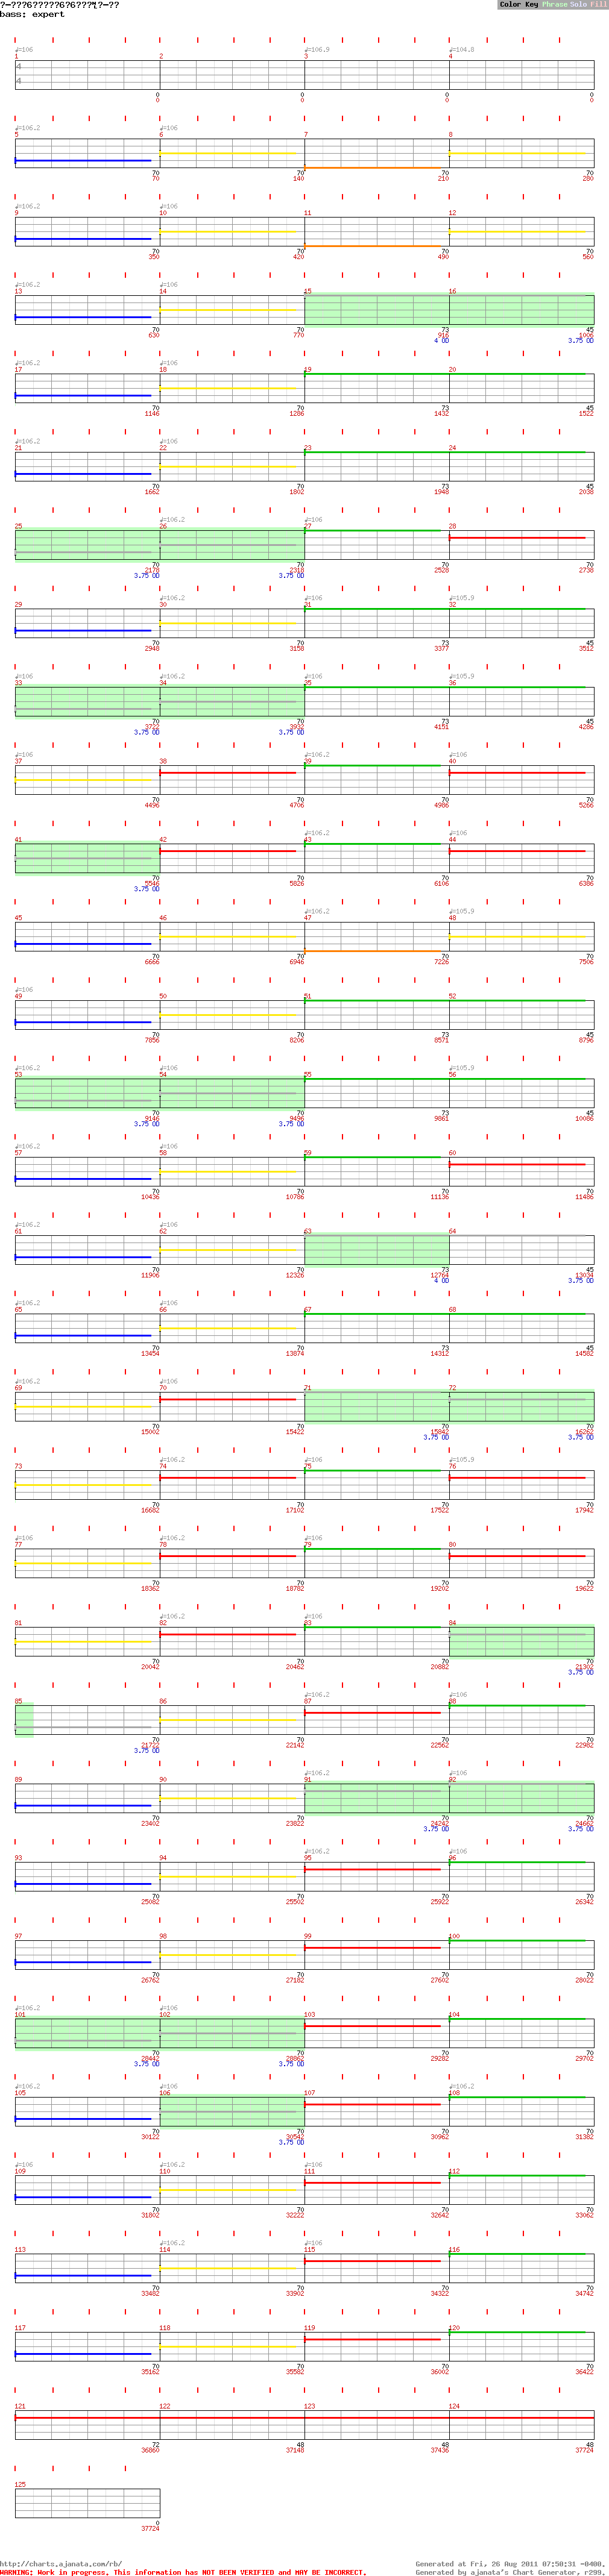 ?-???6?????6?6???¶?-??
Color Key Phrase Solo Fill
bass: expert
♩=106 ♩=106.9 ♩=104.8
1 2 3 4
4
4
0 0 0 0
0 0 0 0
♩=106.2 ♩=106
5 6 7 8
70 70 70 70
70 140 210 280
♩=106.2 ♩=106
9 10 11 12
70 70 70 70
350 420 490 560
♩=106.2 ♩=106
13 14 15 16
70 70 73 45
630 770 916 1006
4 OD 3.75 OD
♩=106.2 ♩=106
17 18 19 20
70 70 73 45
1146 1286 1432 1522
♩=106.2 ♩=106
21 22 23 24
70 70 73 45
1662 1802 1948 2038
♩=106.2 ♩=106
25 26 27 28
70 70 70 70
2178 2318 2528 2738
3.75 OD 3.75 OD
♩=106.2 ♩=106 ♩=105.9
29 30 31 32
70 70 73 45
2948 3158 3377 3512
♩=106 ♩=106.2 ♩=106 ♩=105.9
33 34 35 36
70 70 73 45
3722 3932 4151 4286
3.75 OD 3.75 OD
♩=106 ♩=106.2 ♩=106
37 38 39 40
70 70 70 70
4496 4706 4986 5266
♩=106.2 ♩=106
41 42 43 44
70 70 70 70
5546 5826 6106 6386
3.75 OD
♩=106.2 ♩=105.9
45 46 47 48
70 70 70 70
6666 6946 7226 7506
♩=106
49 50 51 52
70 70 73 45
7856 8206 8571 8796
♩=106.2 ♩=106 ♩=105.9
53 54 55 56
70 70 73 45
9146 9496 9861 10086
3.75 OD 3.75 OD
♩=106.2 ♩=106
57 58 59 60
70 70 70 70
10436 10786 11136 11486
♩=106.2 ♩=106
61 62 63 64
70 70 73 45
11906 12326 12764 13034
4 OD 3.75 OD
♩=106.2 ♩=106
65 66 67 68
70 70 73 45
13454 13874 14312 14582
♩=106.2 ♩=106
69 70 71 72
70 70 70 70
15002 15422 15842 16262
3.75 OD 3.75 OD
♩=106.2 ♩=106 ♩=105.9
73 74 75 76
70 70 70 70
16682 17102 17522 17942
♩=106 ♩=106.2 ♩=106
77 78 79 80
70 70 70 70
18362 18782 19202 19622
♩=106.2 ♩=106
81 82 83 84
70 70 70 70
20042 20462 20882 21302
3.75 OD
♩=106.2 ♩=106
85 86 87 88
70 70 70 70
21722 22142 22562 22982
3.75 OD
♩=106.2 ♩=106
89 90 91 92
70 70 70 70
23402 23822 24242 24662
3.75 OD 3.75 OD
♩=106.2 ♩=106
93 94 95 96
70 70 70 70
25082 25502 25922 26342
97 98 99 100
70 70 70 70
26762 27182 27602 28022
♩=106.2 ♩=106
101 102 103 104
70 70 70 70
28442 28862 29282 29702
3.75 OD 3.75 OD
♩=106.2 ♩=106 ♩=106.2
105 106 107 108
70 70 70 70
30122 30542 30962 31382
3.75 OD
♩=106 ♩=106.2 ♩=106
109 110 111 112
70 70 70 70
31802 32222 32642 33062
♩=106.2 ♩=106
113 114 115 116
70 70 70 70
33482 33902 34322 34742
117 118 119 120
70 70 70 70
35162 35582 36002 36422
121 122 123 124
72 48 48 48
36860 37148 37436 37724
125
0
37724
http://charts.ajanata.com/rb/ Generated at Fri, 26 Aug 2011 07:50:31 -0400.
WARNING: Work in progress. This information has NOT BEEN VERIFIED and MAY BE INCORRECT. Generated by ajanata's Chart Generator, r299.